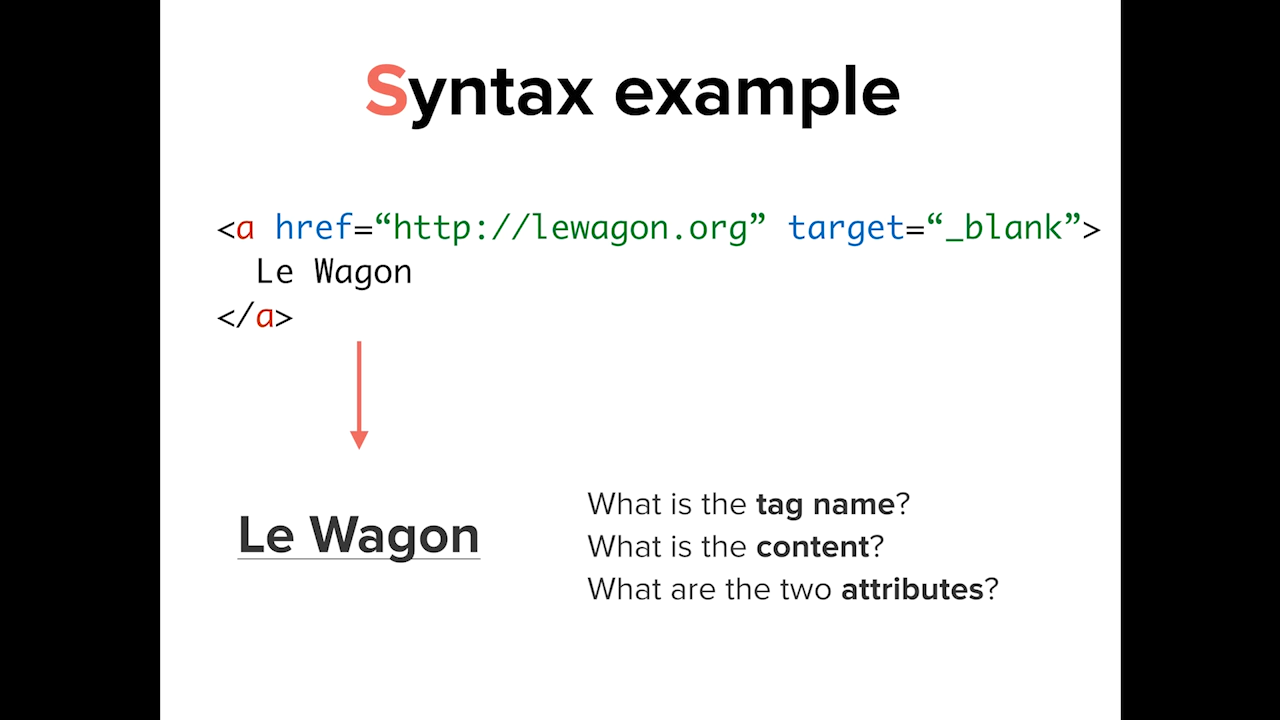 Syntax example
<a href=“http://lewagon.org” target=“_blank”>
Le Wagon
</a>
Le Wagon
What is the tag name?
What is the content?
What are the two attributes?